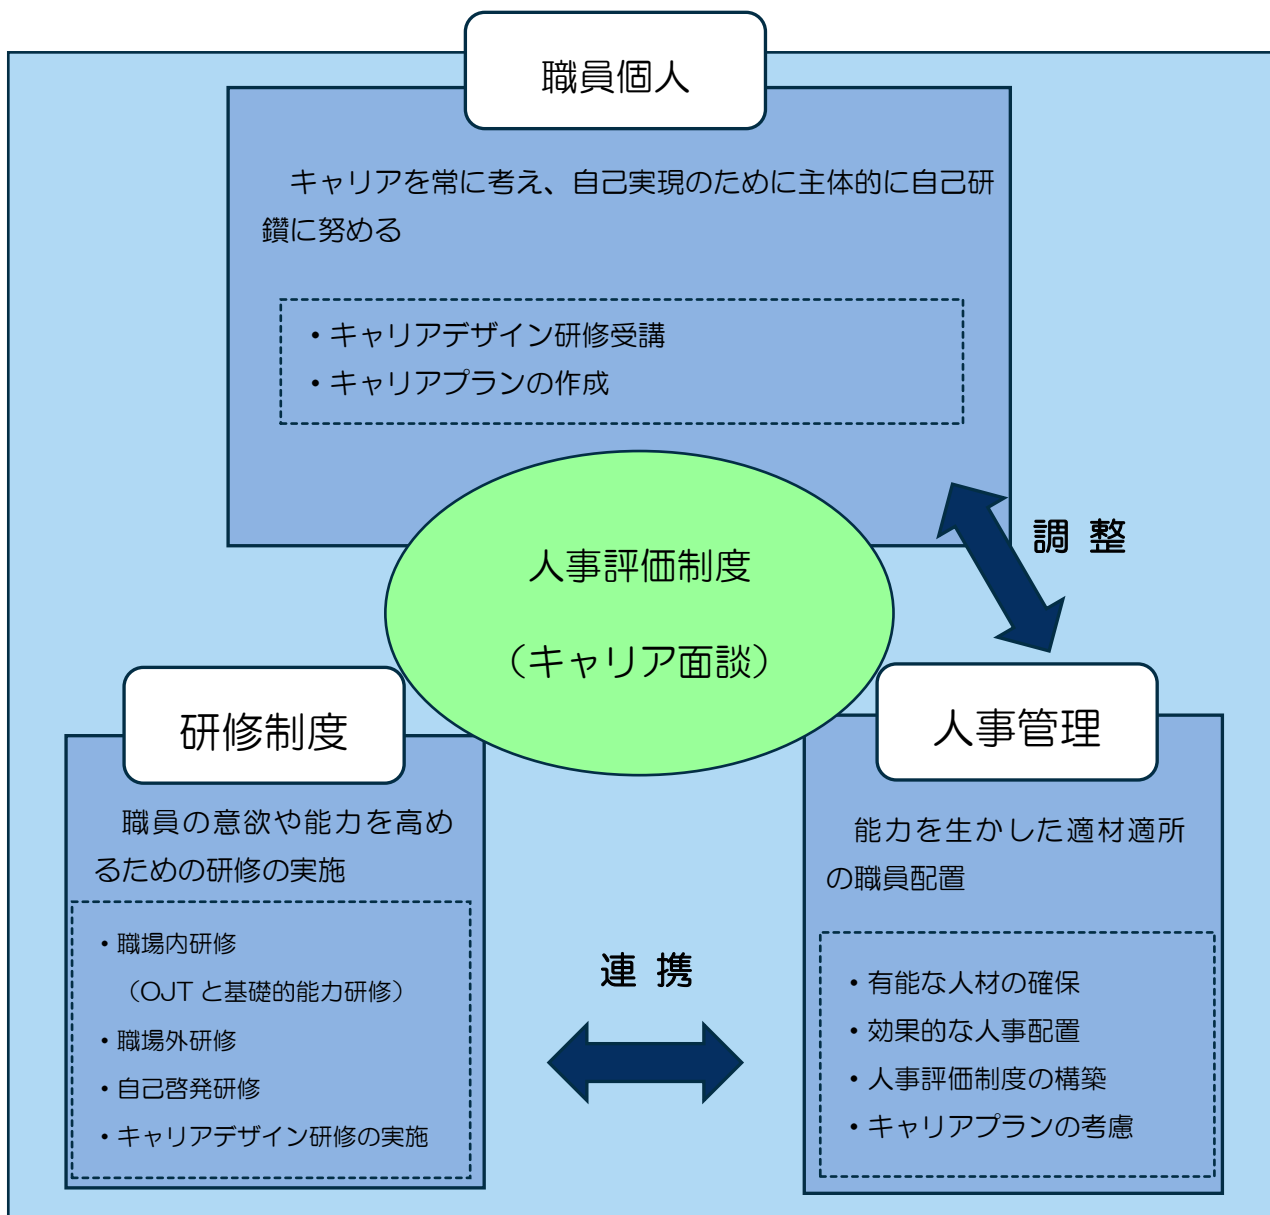 職員個人
キャリアを常に考え、自己実現のために主体的に自己研
鑽に努める
・キャリアデザイン研修受講
・キャリアプランの作成
調 整
人事評価制度
（キャリア面談）
研修制度
職員の意欲や能力を高め
るための研修の実施
・職場内研修
（OJT と基礎的能力研修）
・職場外研修
・自己啓発研修
・キャリアデザイン研修の実施
連 携
人事管理
能力を生かした適材適所
の職員配置
・有能な人材の確保
・効果的な人事配置
・人事評価制度の構築
・キャリアプランの考慮